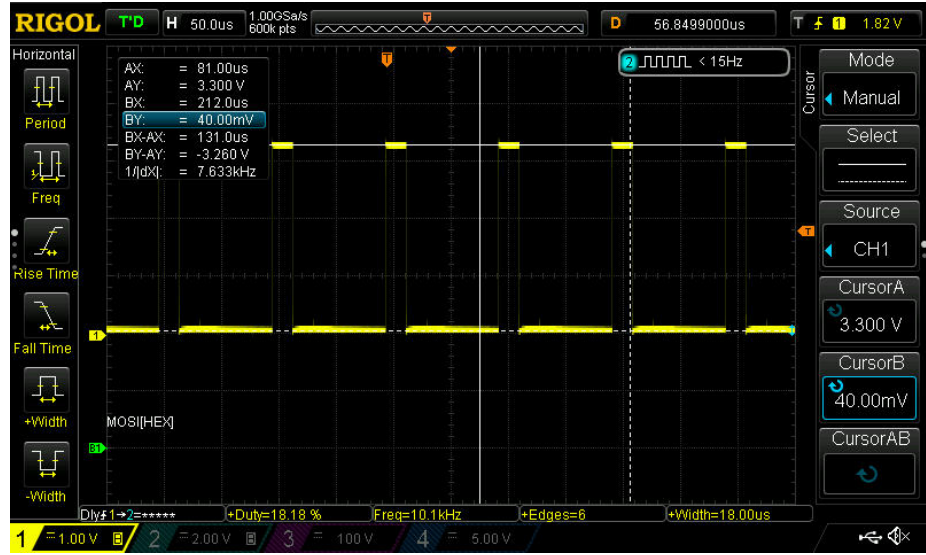 RIGOL T'D H 50.0us 1.00GSa/s 600k pts D 56.8499000us T 1 1.82 V
Horizontal
Period
Freq
Rise Time
Fall Time
+Width
-Width
AX: = 81.00us
AY: = 3.300 V
BX: = 212.0us
BY: = 40.00mV
BX-AX: = 131.0us
BY-AY: = -3.260 V
1/|dX|: = 7.633kHz
T
2 < 15Hz
T
1
MOSI[HEX]
B1
Cursor
Mode
Manual
Select
Source
CH1
CursorA
3.300 V
CursorB
40.00mV
CursorAB
Dly 1→2=***** +Duty=18.18 % Freq=10.1kHz +Edges=6 +Width=18.00us
1 1.00 V B 2 2.00 V B 3 100 V 4 5.00 V